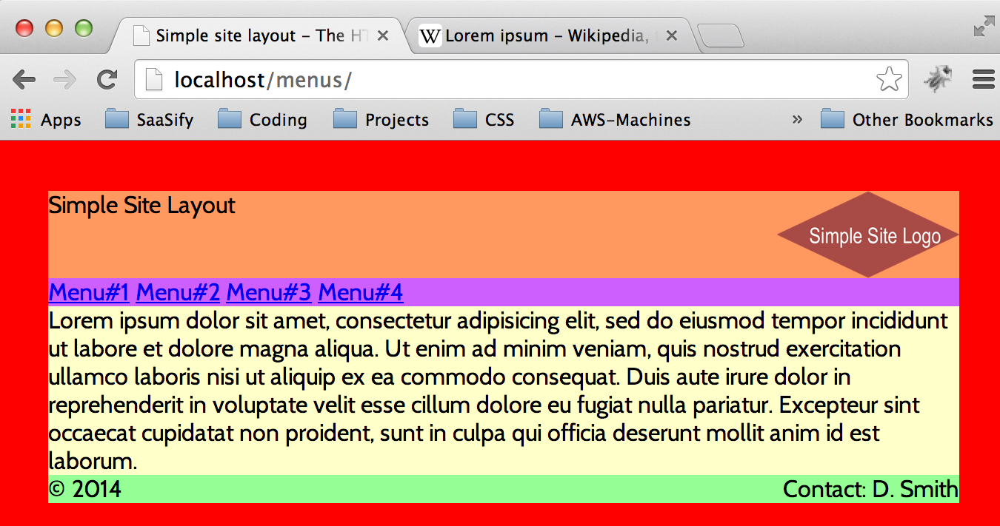 Simple site layout – The HT
Lorem ipsum – Wikipedia,
localhost/menus/
Apps SaaSify Coding Projects CSS AWS-Machines » Other Bookmarks
Simple Site Layout
Simple Site Logo
Menu#1 Menu#2 Menu#3 Menu#4
Lorem ipsum dolor sit amet, consectetur adipisicing elit, sed do eiusmod tempor incididunt
ut labore et dolore magna aliqua. Ut enim ad minim veniam, quis nostrud exercitation
ullamco laboris nisi ut aliquip ex ea commodo consequat. Duis aute irure dolor in
reprehenderit in voluptate velit esse cillum dolore eu fugiat nulla pariatur. Excepteur sint
occaecat cupidatat non proident, sunt in culpa qui officia deserunt mollit anim id est
laborum.
© 2014 Contact: D. Smith